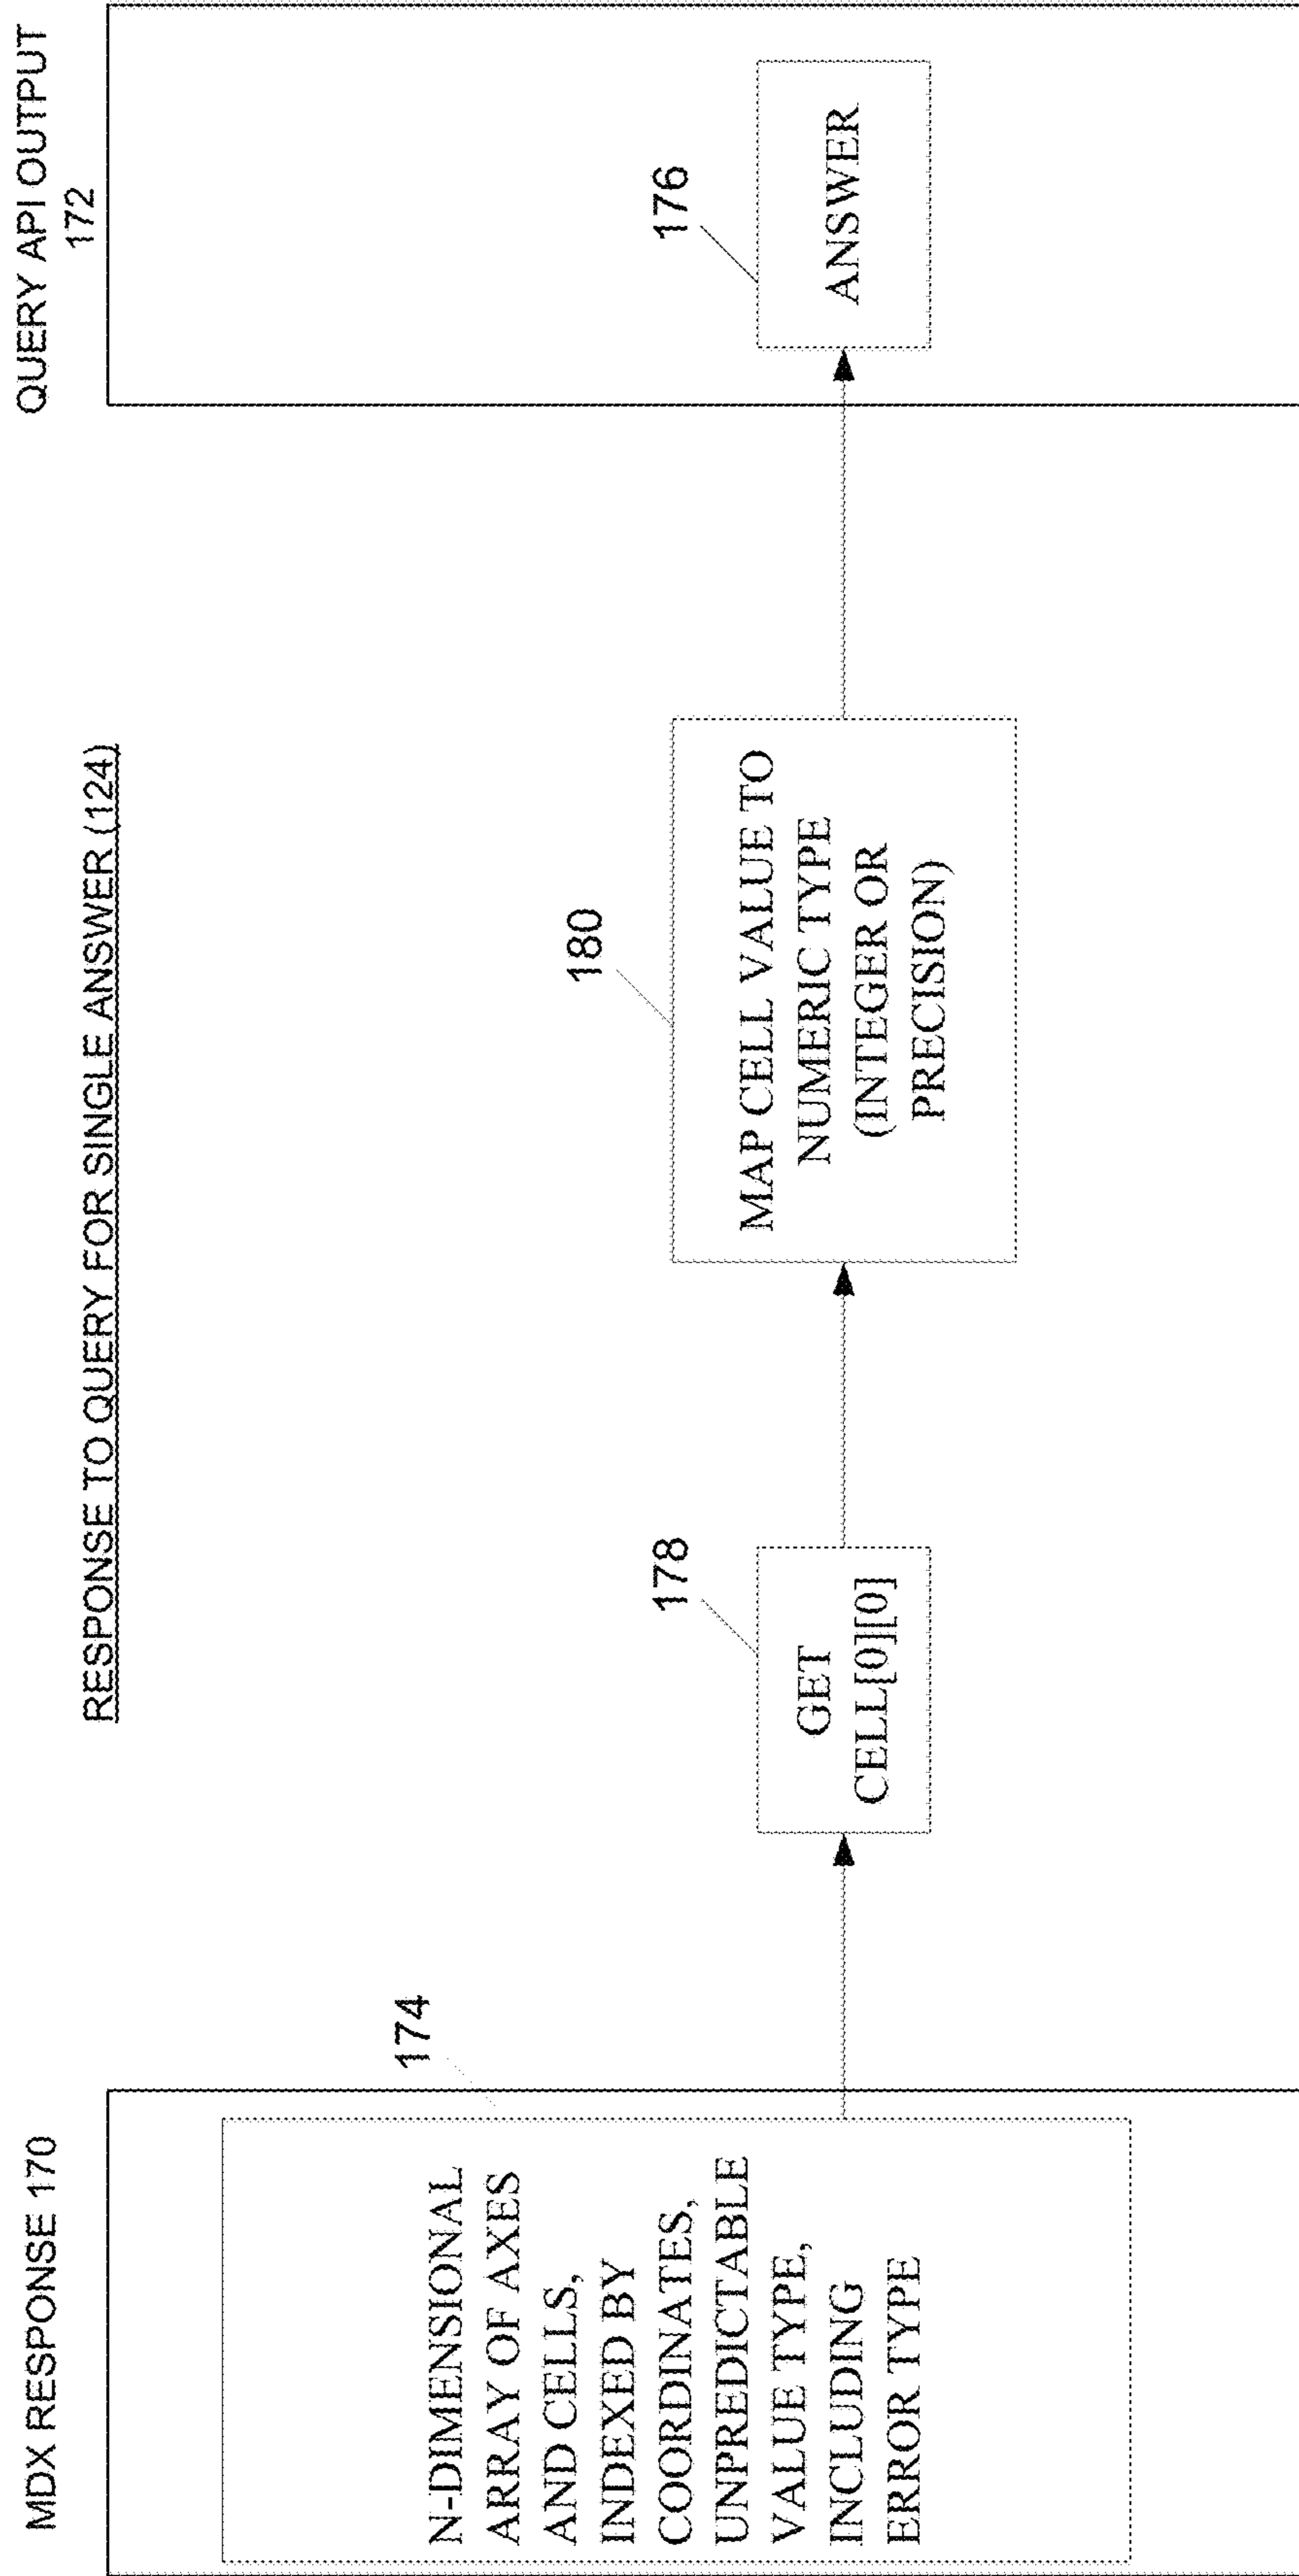 RESPONSE TO QUERY FOR SINGLE ANSWER (124)
MDX RESPONSE 170
174
N-DIMENSIONAL
ARRAY OF AXES
AND CELLS,
INDEXED BY
COORDINATES,
UNPREDICTABLE
VALUE TYPE,
INCLUDING
ERROR TYPE
178
GET
CELL[0][0]
180
MAP CELL VALUE TO
NUMERIC TYPE
(INTEGER OR
PRECISION)
QUERY API OUTPUT
172
176
ANSWER